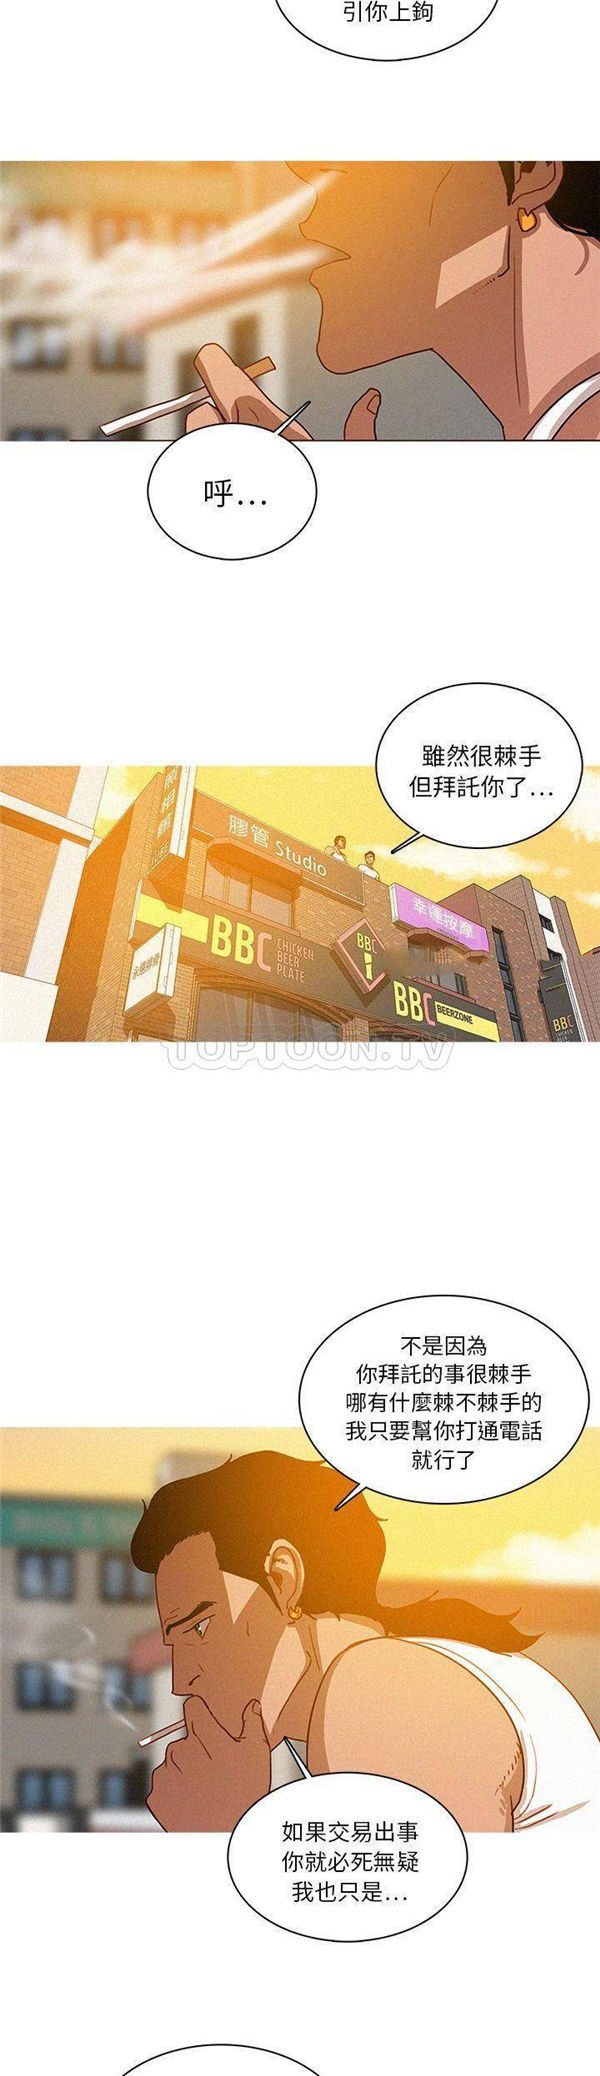 引你上鉤
呼...
雖然很棘手
但拜託你了...
膠管 Studio
幸運按摩
BBC
CHICKEN
BEER
PLATE
BBC
BBC
BEERZONE
BBC
TOPTOON.TV
不是因為
你拜託的事很棘手
哪有什麼棘不棘手的
我只要幫你打通電話
就行了
如果交易出事
你就必死無疑
我也只是...